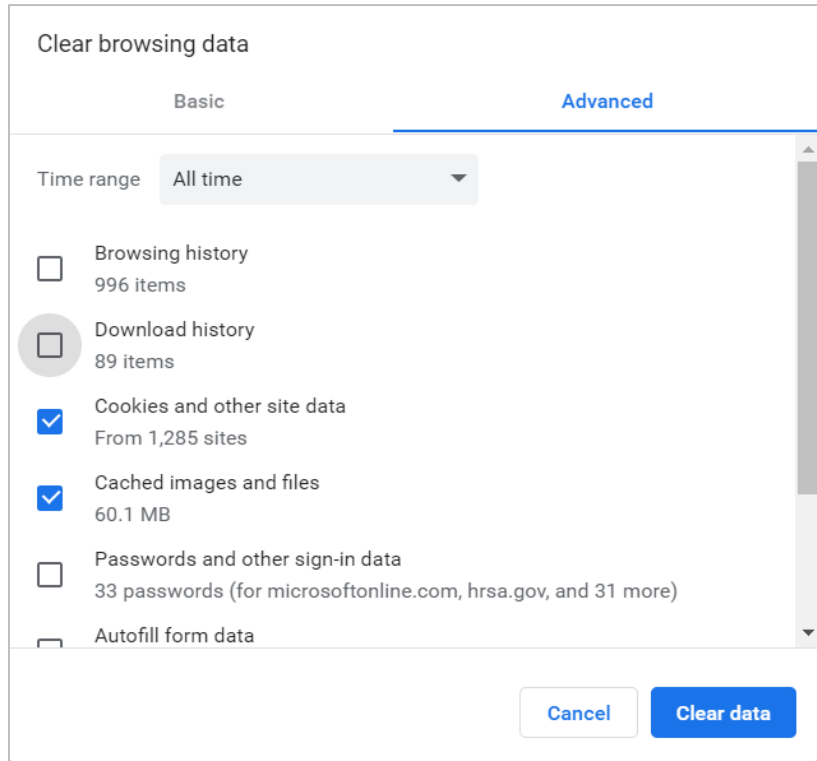 Clear browsing data
Basic
Advanced
Time range
All time
Browsing history
996 items
Download history
89 items
Cookies and other site data
From 1,285 sites
Cached images and files
60.1 MB
Passwords and other sign-in data
33 passwords (for microsoftonline.com, hrsa.gov, and 31 more)
Autofill form data
Cancel
Clear data